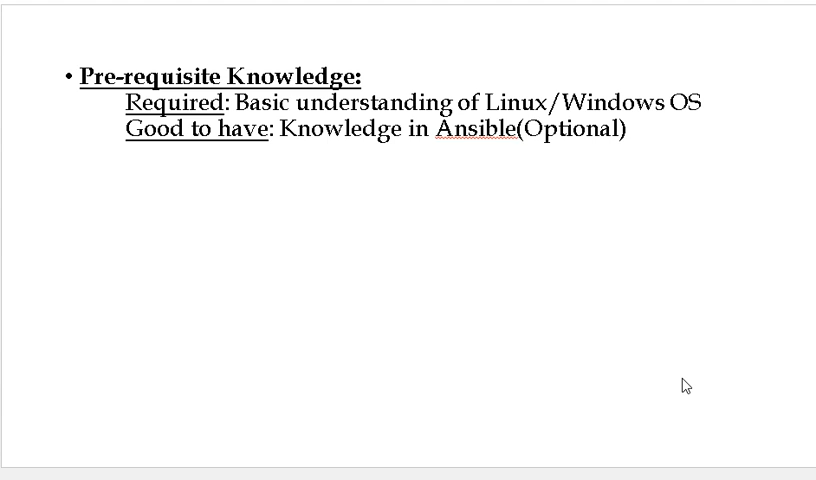 • Pre-requisite Knowledge:
Required: Basic understanding of Linux/Windows OS
Good to have: Knowledge in Ansible(Optional)